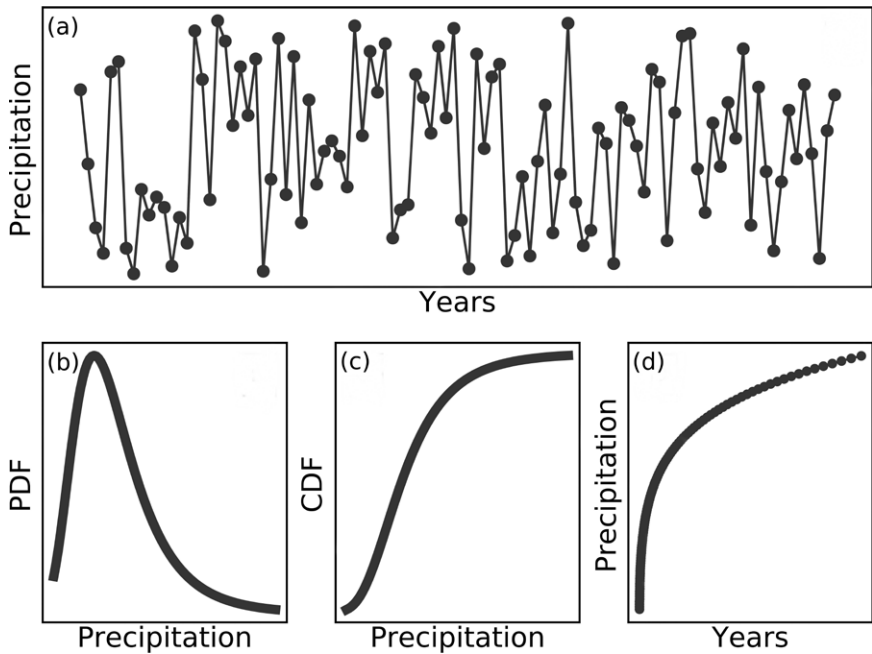 (a)
Precipitation
Years
(b)
PDF
Precipitation
(c)
CDF
Precipitation
(d)
Precipitation
Years